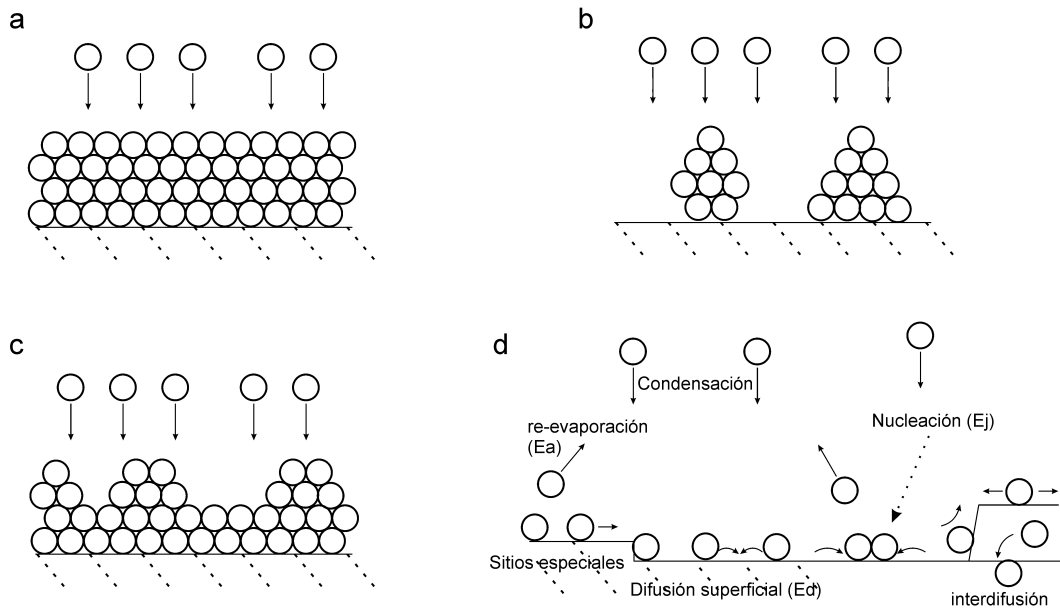 a
b
c
d
Condensación
re-evaporación
(Ea)
Nucleación (Ej)
Sitios especiales
Difusión superficial (Ed)
interdifusión